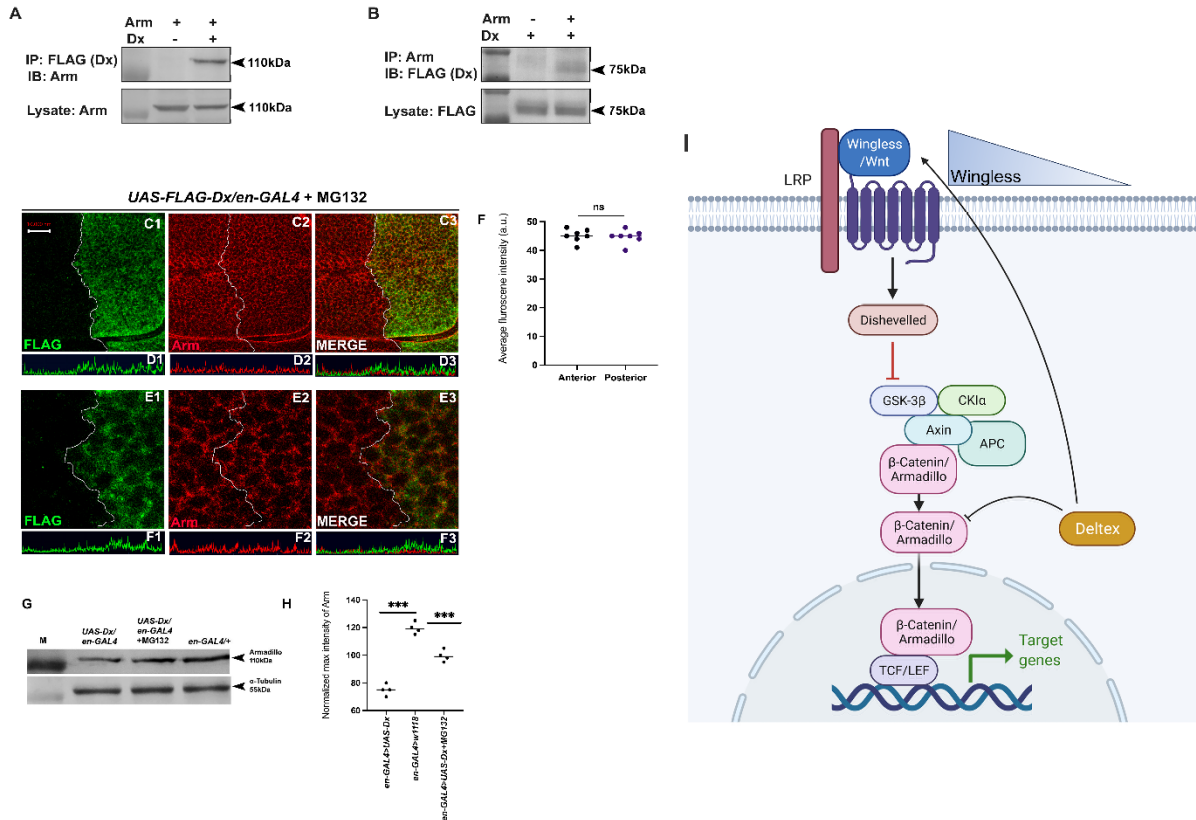 A
Arm + +
Dx - +
IP: FLAG (Dx)
IB: Arm
110kDa
Lysate: Arm
110kDa
B
Arm - +
Dx + +
IP: Arm
IB: FLAG (Dx)
75kDa
Lysate: FLAG
75kDa
UAS-FLAG-Dx/en-GAL4 + MG132
C1
FLAG
C2
Arm
C3
MERGE
D1
D2
D3
E1
FLAG
E2
Arm
E3
MERGE
F1
F2
F3
F
ns
Average fluroscene intensity (a.u.)
50
40
30
20
10
0
Anterior
Posterior
G
M
UAS-Dx/
en-GAL4
UAS-Dx/
en-GAL4
+MG132
en-GAL4/+
Armadillo
110kDa
α-Tubulin
55kDa
H
*** ***
Normalized max intensity of Arm
140
120
100
80
60
en-GAL4>UAS-Dx
en-GAL4>w1118
en-GAL4>UAS-Dx+MG132
I
LRP
Wingless
/Wnt
Wingless
Dishevelled
GSK-3β
CKIα
Axin
APC
β-Catenin/
Armadillo
β-Catenin/
Armadillo
Deltex
β-Catenin/
Armadillo
TCF/LEF
Target
genes